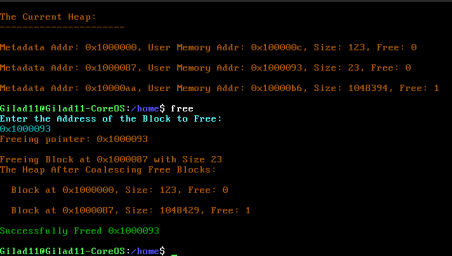 The Current Heap:
----------------------
Metadata Addr: 0x1000000, User Memory Addr: 0x100000c, Size: 123, Free: 0
Metadata Addr: 0x1000087, User Memory Addr: 0x1000093, Size: 23, Free: 0
Metadata Addr: 0x10000aa, User Memory Addr: 0x10000b6, Size: 1048394, Free: 1
Gilad11@Gilad11-CoreOS:/home$ free
Enter the Address of the Block to Free:
0x1000093
Freeing pointer: 0x1000093
Freeing Block at 0x1000087 with Size 23
The Heap After Coalescing Free Blocks:
Block at 0x1000000, Size: 123, Free: 0
Block at 0x1000087, Size: 1048429, Free: 1
Successfully Freed 0x1000093
Gilad11@Gilad11-CoreOS:/home$ _